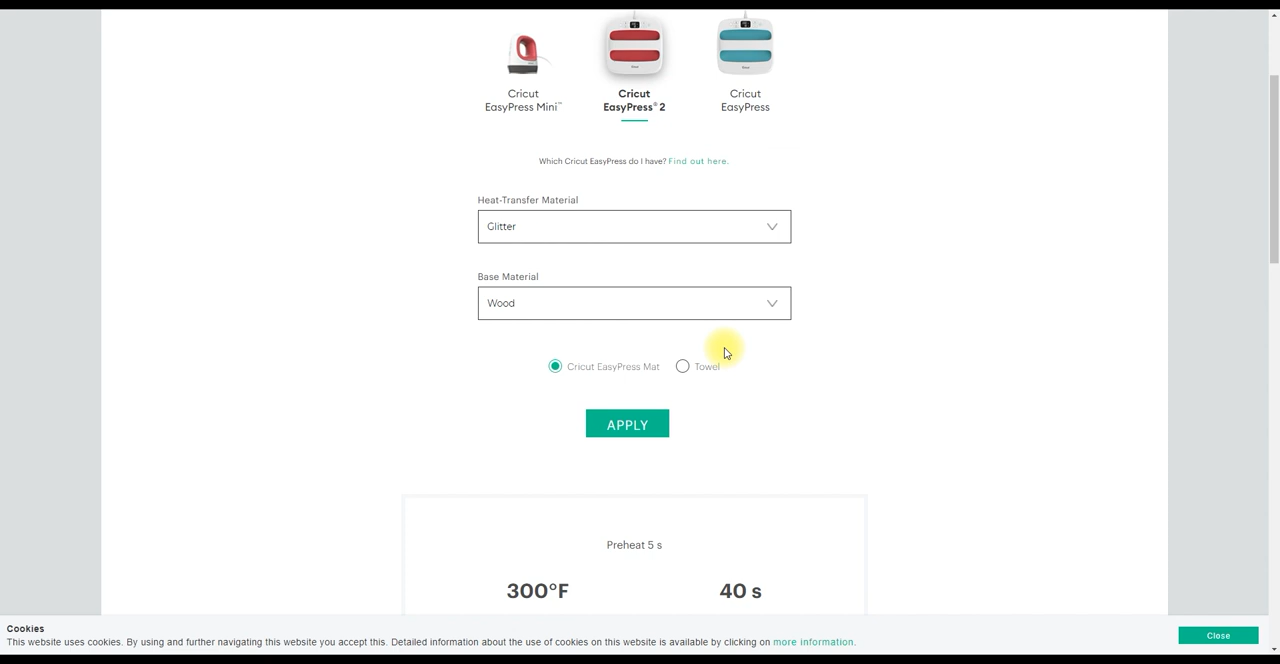 Cricut
EasyPress Mini™
Cricut
EasyPress® 2
Cricut
EasyPress
Which Cricut EasyPress do I have? Find out here.
Heat-Transfer Material
Glitter
Base Material
Wood
Cricut EasyPress Mat
Towel
APPLY
Preheat 5 s
300°F
40 s
Cookies
This website uses cookies. By using and further navigating this website you accept this. Detailed information about the use of cookies on this website is available by clicking on more information.
Close